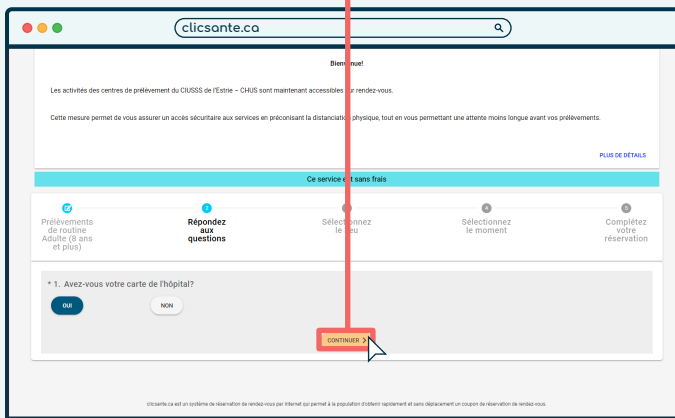 clicsante.ca
Bienvenue!
Les activités des centres de prélèvement du CIUSSS de l'Estrie – CHUS sont maintenant accessibles sur rendez-vous.
Cette mesure permet de vous assurer un accès sécuritaire aux services en préconisant la distanciation physique, tout en vous permettant une attente moins longue avant vos prélèvements.
PLUS DE DÉTAILS
Ce service est sans frais
2
4
5
Prélèvements
de routine
Adulte (8 ans
et plus)
Répondez
aux
questions
Sélectionnez
le lieu
Sélectionnez
le moment
Complétez
votre
réservation
* 1. Avez-vous votre carte de l'hôpital?
OUI
NON
CONTINUER >
clicsante.ca est un système de réservation de rendez-vous par Internet qui permet à la population d'obtenir rapidement et sans déplacement un coupon de réservation de rendez-vous.